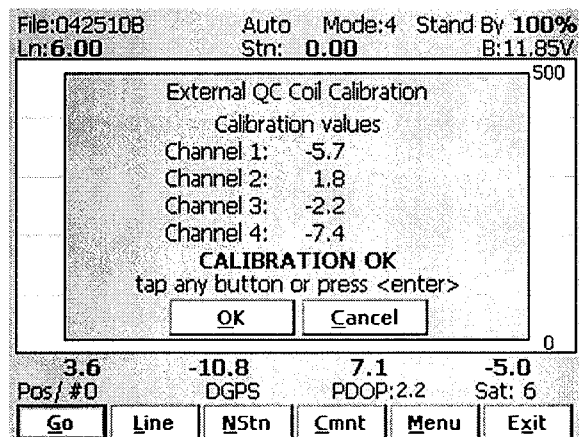 File:042510B Auto Mode:4 Stand By 100%
Ln:6.00 Stn: 0.00 B:11.85V
500
External QC Coil Calibration
Calibration values
Channel 1: -5.7
Channel 2: 1.8
Channel 3: -2.2
Channel 4: -7.4
CALIBRATION OK
tap any button or press <enter>
OK Cancel
0
3.6 -10.8 7.1 -5.0
Pos/ #0 DGPS PDOP:2.2 Sat: 6
Go Line NStn Cmnt Menu Exit